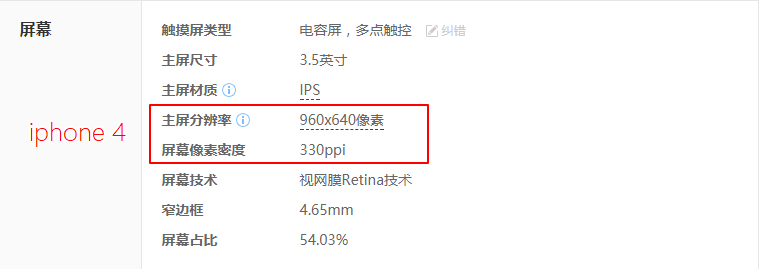 屏幕
触摸屏类型 电容屏，多点触控 纠错
主屏尺寸 3.5英寸
主屏材质 IPS
iphone 4
主屏分辨率 960x640像素
屏幕像素密度 330ppi
屏幕技术 视网膜Retina技术
窄边框 4.65mm
屏幕占比 54.03%